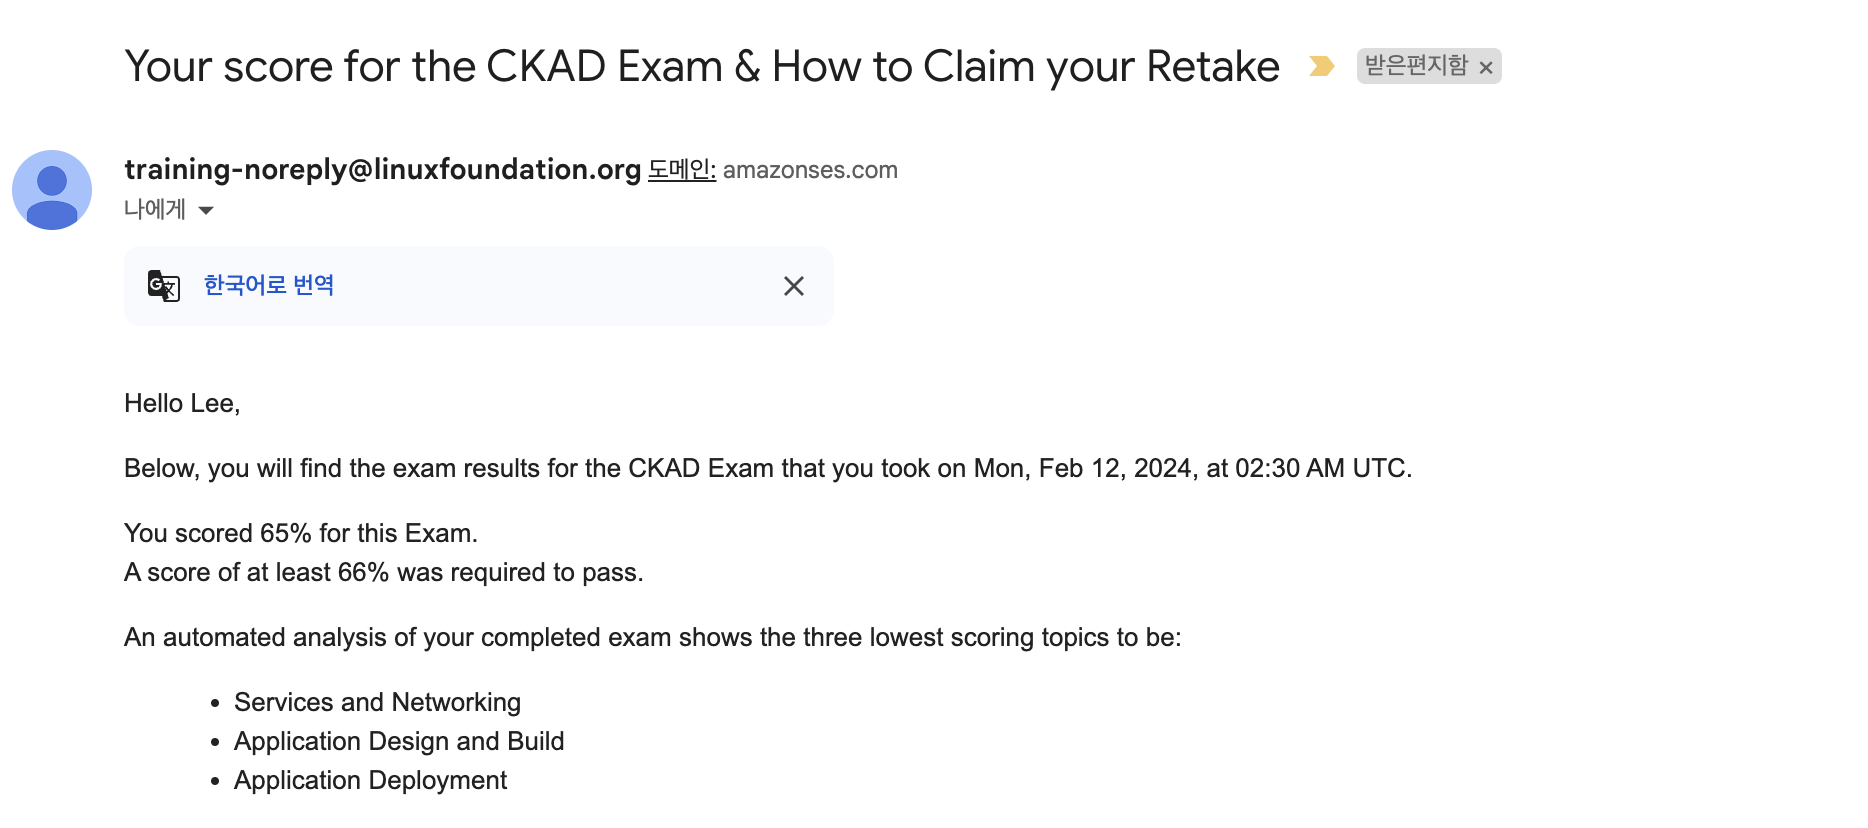 Your score for the CKAD Exam & How to Claim your Retake 받은편지함 ×
training-noreply@linuxfoundation.org 도메인: amazonses.com
나에게
한국어로 번역
Hello Lee,
Below, you will find the exam results for the CKAD Exam that you took on Mon, Feb 12, 2024, at 02:30 AM UTC.
You scored 65% for this Exam.
A score of at least 66% was required to pass.
An automated analysis of your completed exam shows the three lowest scoring topics to be:
• Services and Networking
• Application Design and Build
• Application Deployment